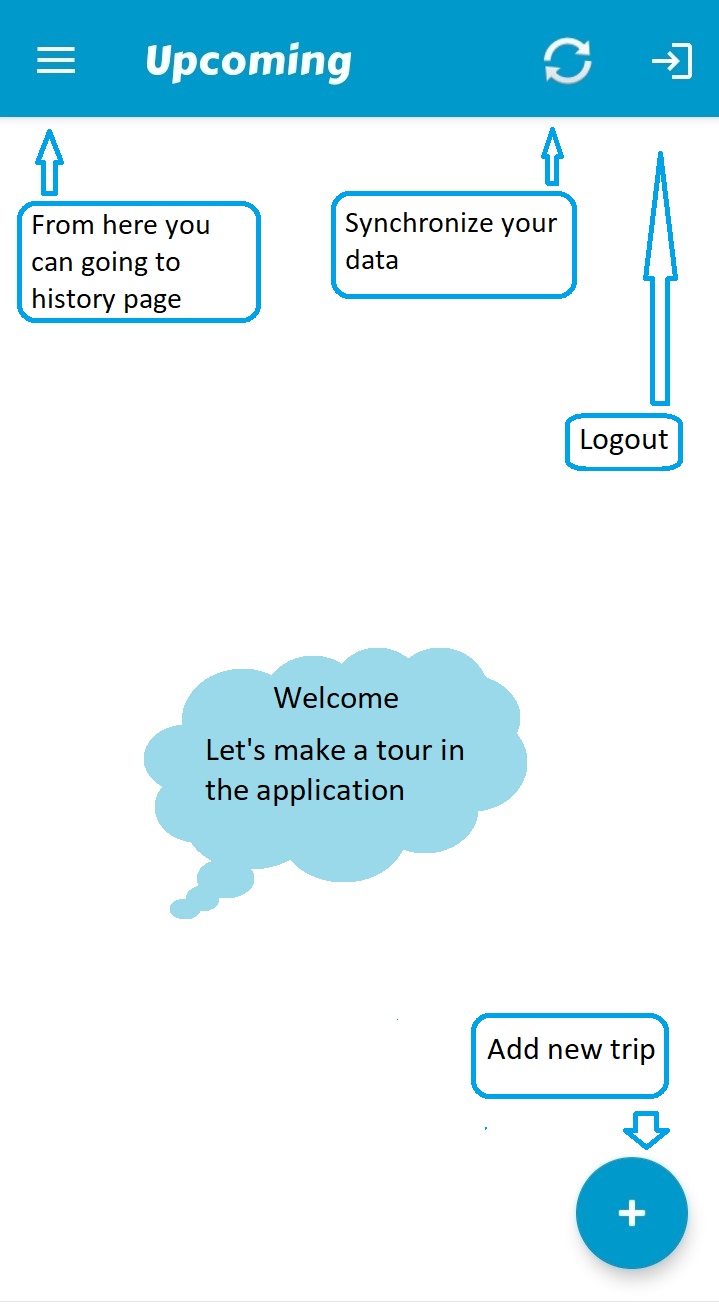 Upcoming
From here you
can going to
history page
Synchronize your
data
Logout
Welcome
Let's make a tour in
the application
Add new trip
+